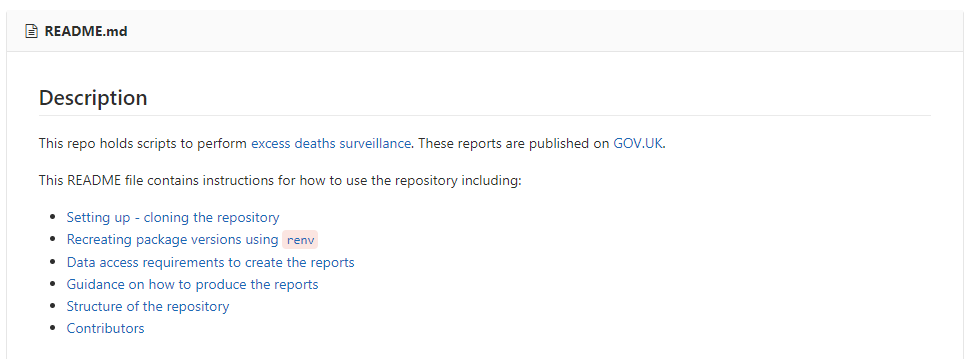 README.md
Description
This repo holds scripts to perform excess deaths surveillance. These reports are published on GOV.UK.
This README file contains instructions for how to use the repository including:
Setting up - cloning the repository
Recreating package versions using renv
Data access requirements to create the reports
Guidance on how to produce the reports
Structure of the repository
Contributors